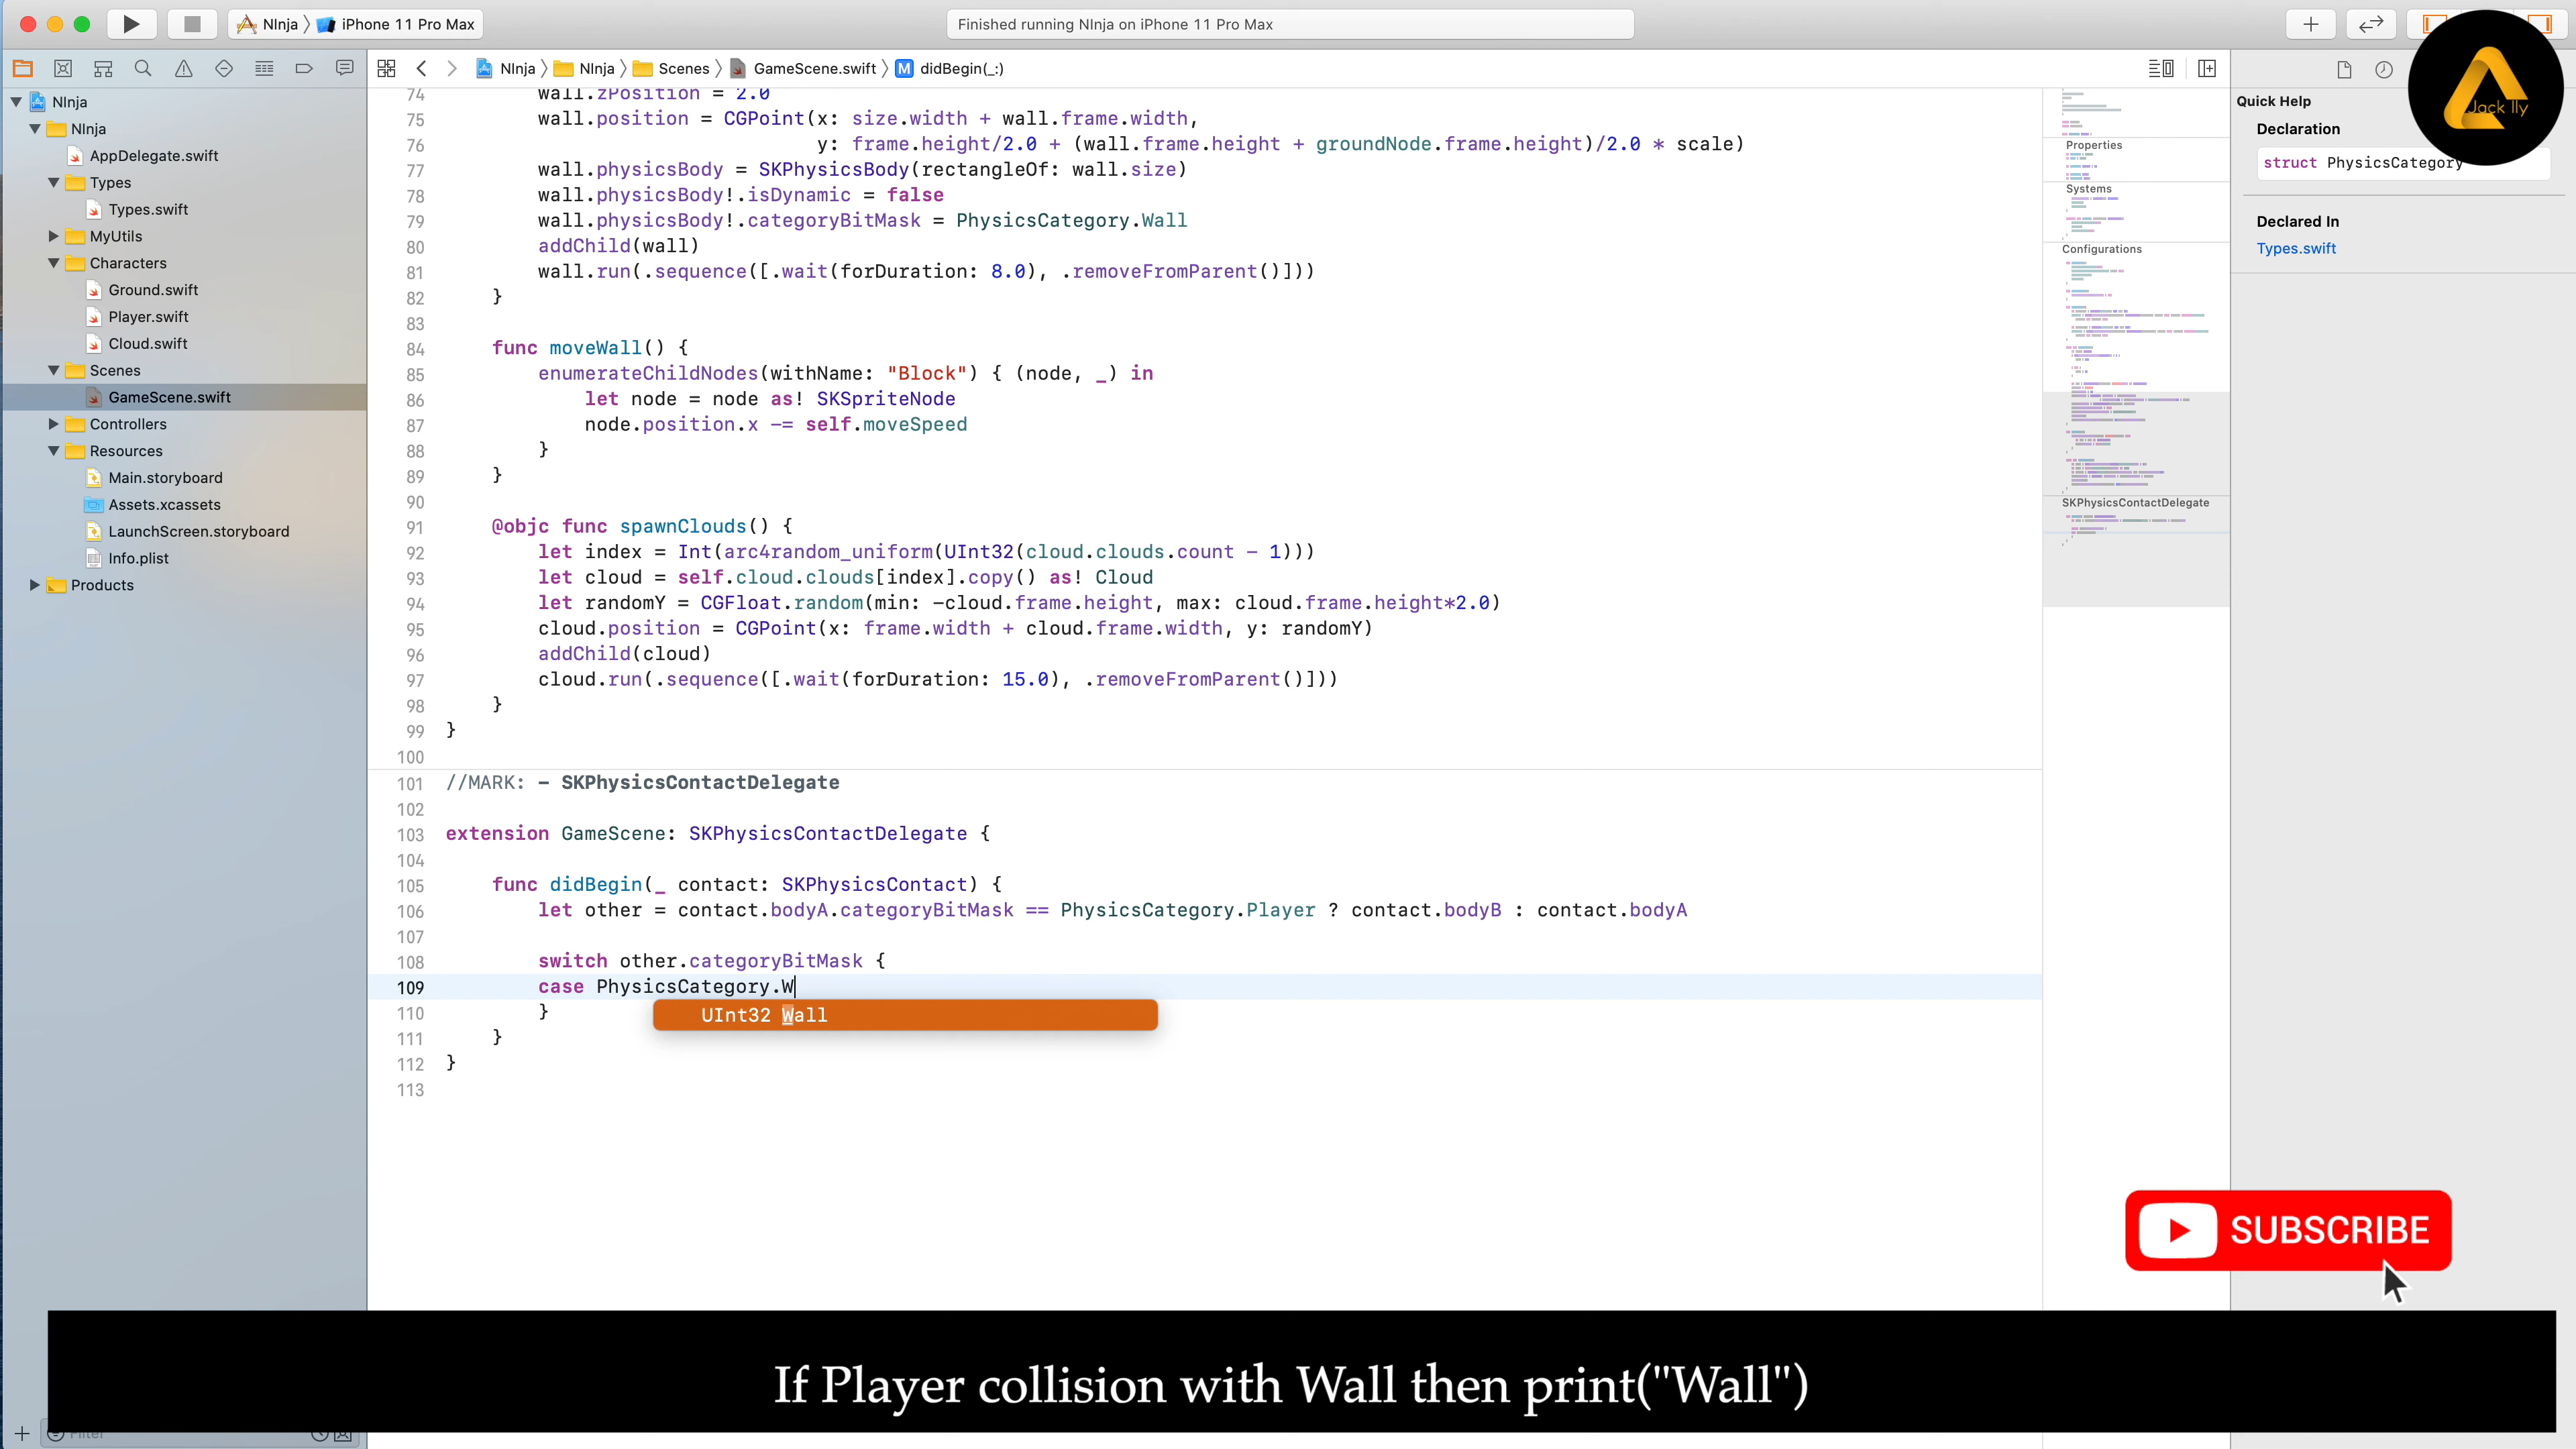 NInja 〉 iPhone 11 Pro Max
Finished running NInja on iPhone 11 Pro Max
NInja 〉 NInja 〉 Scenes 〉 GameScene.swift 〉 M didBegin(_:)
NInja
NInja
AppDelegate.swift
Types
Types.swift
MyUtils
Characters
Ground.swift
Player.swift
Cloud.swift
Scenes
GameScene.swift
Controllers
Resources
Main.storyboard
Assets.xcassets
LaunchScreen.storyboard
Info.plist
Products
Filter
74 wall.zPosition = 2.0
75 wall.position = CGPoint(x: size.width + wall.frame.width,
76 y: frame.height/2.0 + (wall.frame.height + groundNode.frame.height)/2.0 * scale)
77 wall.physicsBody = SKPhysicsBody(rectangleOf: wall.size)
78 wall.physicsBody!.isDynamic = false
79 wall.physicsBody!.categoryBitMask = PhysicsCategory.Wall
80 addChild(wall)
81 wall.run(.sequence([.wait(forDuration: 8.0), .removeFromParent()]))
82 }
83
84 func moveWall() {
85 enumerateChildNodes(withName: "Block") { (node, _) in
86 let node = node as! SKSpriteNode
87 node.position.x -= self.moveSpeed
88 }
89 }
90
91 @objc func spawnClouds() {
92 let index = Int(arc4random_uniform(UInt32(cloud.clouds.count - 1)))
93 let cloud = self.cloud.clouds[index].copy() as! Cloud
94 let randomY = CGFloat.random(min: -cloud.frame.height, max: cloud.frame.height*2.0)
95 cloud.position = CGPoint(x: frame.width + cloud.frame.width, y: randomY)
96 addChild(cloud)
97 cloud.run(.sequence([.wait(forDuration: 15.0), .removeFromParent()]))
98 }
99 }
100
101 //MARK: - SKPhysicsContactDelegate
102
103 extension GameScene: SKPhysicsContactDelegate {
104
105 func didBegin(_ contact: SKPhysicsContact) {
106 let other = contact.bodyA.categoryBitMask == PhysicsCategory.Player ? contact.bodyB : contact.bodyA
107
108 switch other.categoryBitMask {
109 case PhysicsCategory.W
110 }
UInt32 Wall
111 }
112 }
113
Properties
Systems
Configurations
SKPhysicsContactDelegate
Quick Help
Declaration
struct PhysicsCategory
Declared In
Types.swift
Jack Ily
SUBSCRIBE
If Player collision with Wall then print("Wall")